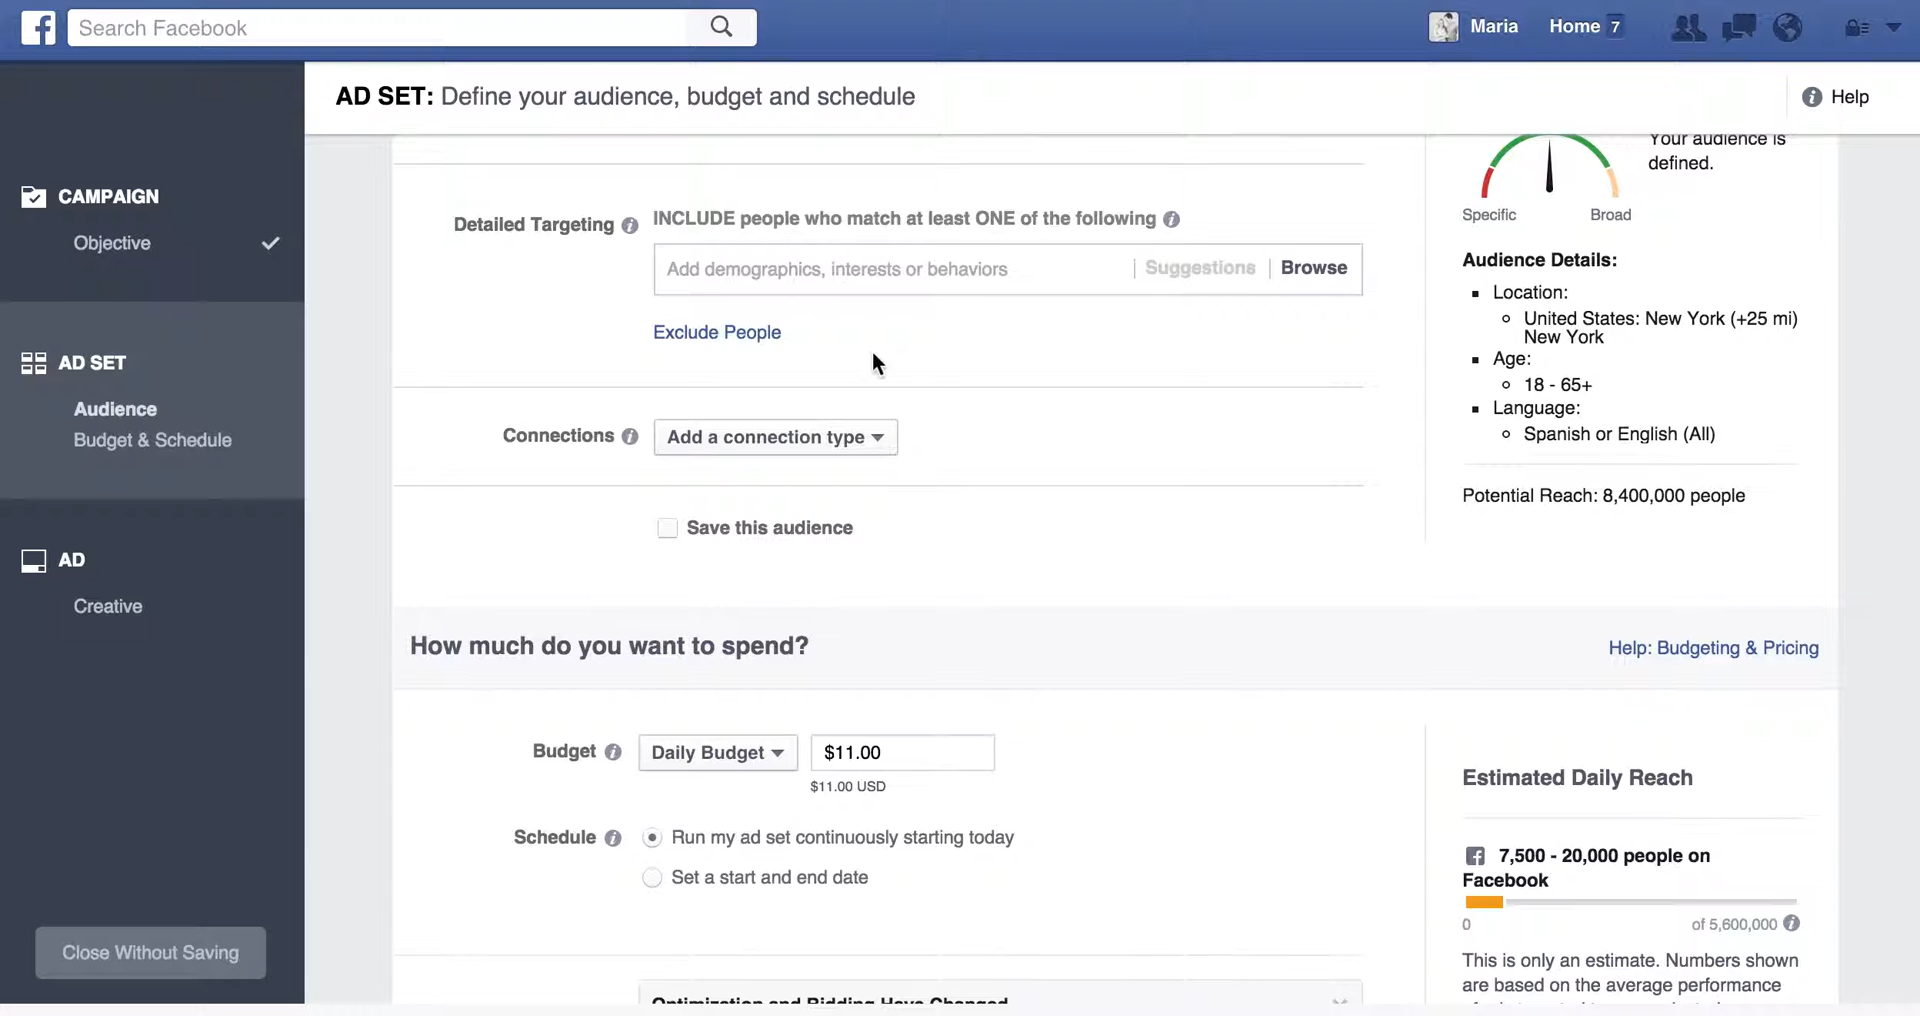 Search Facebook
Maria
Home 7
AD SET: Define your audience, budget and schedule
Help
CAMPAIGN
Objective
AD SET
Audience
Budget & Schedule
AD
Creative
Close Without Saving
Detailed Targeting
INCLUDE people who match at least ONE of the following
Add demographics, interests or behaviors
Suggestions
Browse
Exclude People
Connections
Add a connection type
Save this audience
Your audience is
defined.
Specific
Broad
Audience Details:
Location:
United States: New York (+25 mi)
New York
Age:
18 - 65+
Language:
Spanish or English (All)
Potential Reach: 8,400,000 people
How much do you want to spend?
Help: Budgeting & Pricing
Budget
Daily Budget
$11.00
$11.00 USD
Schedule
Run my ad set continuously starting today
Set a start and end date
Optimization and Bidding Have Changed
Estimated Daily Reach
7,500 - 20,000 people on
Facebook
0
of 5,600,000
This is only an estimate. Numbers shown
are based on the average performance